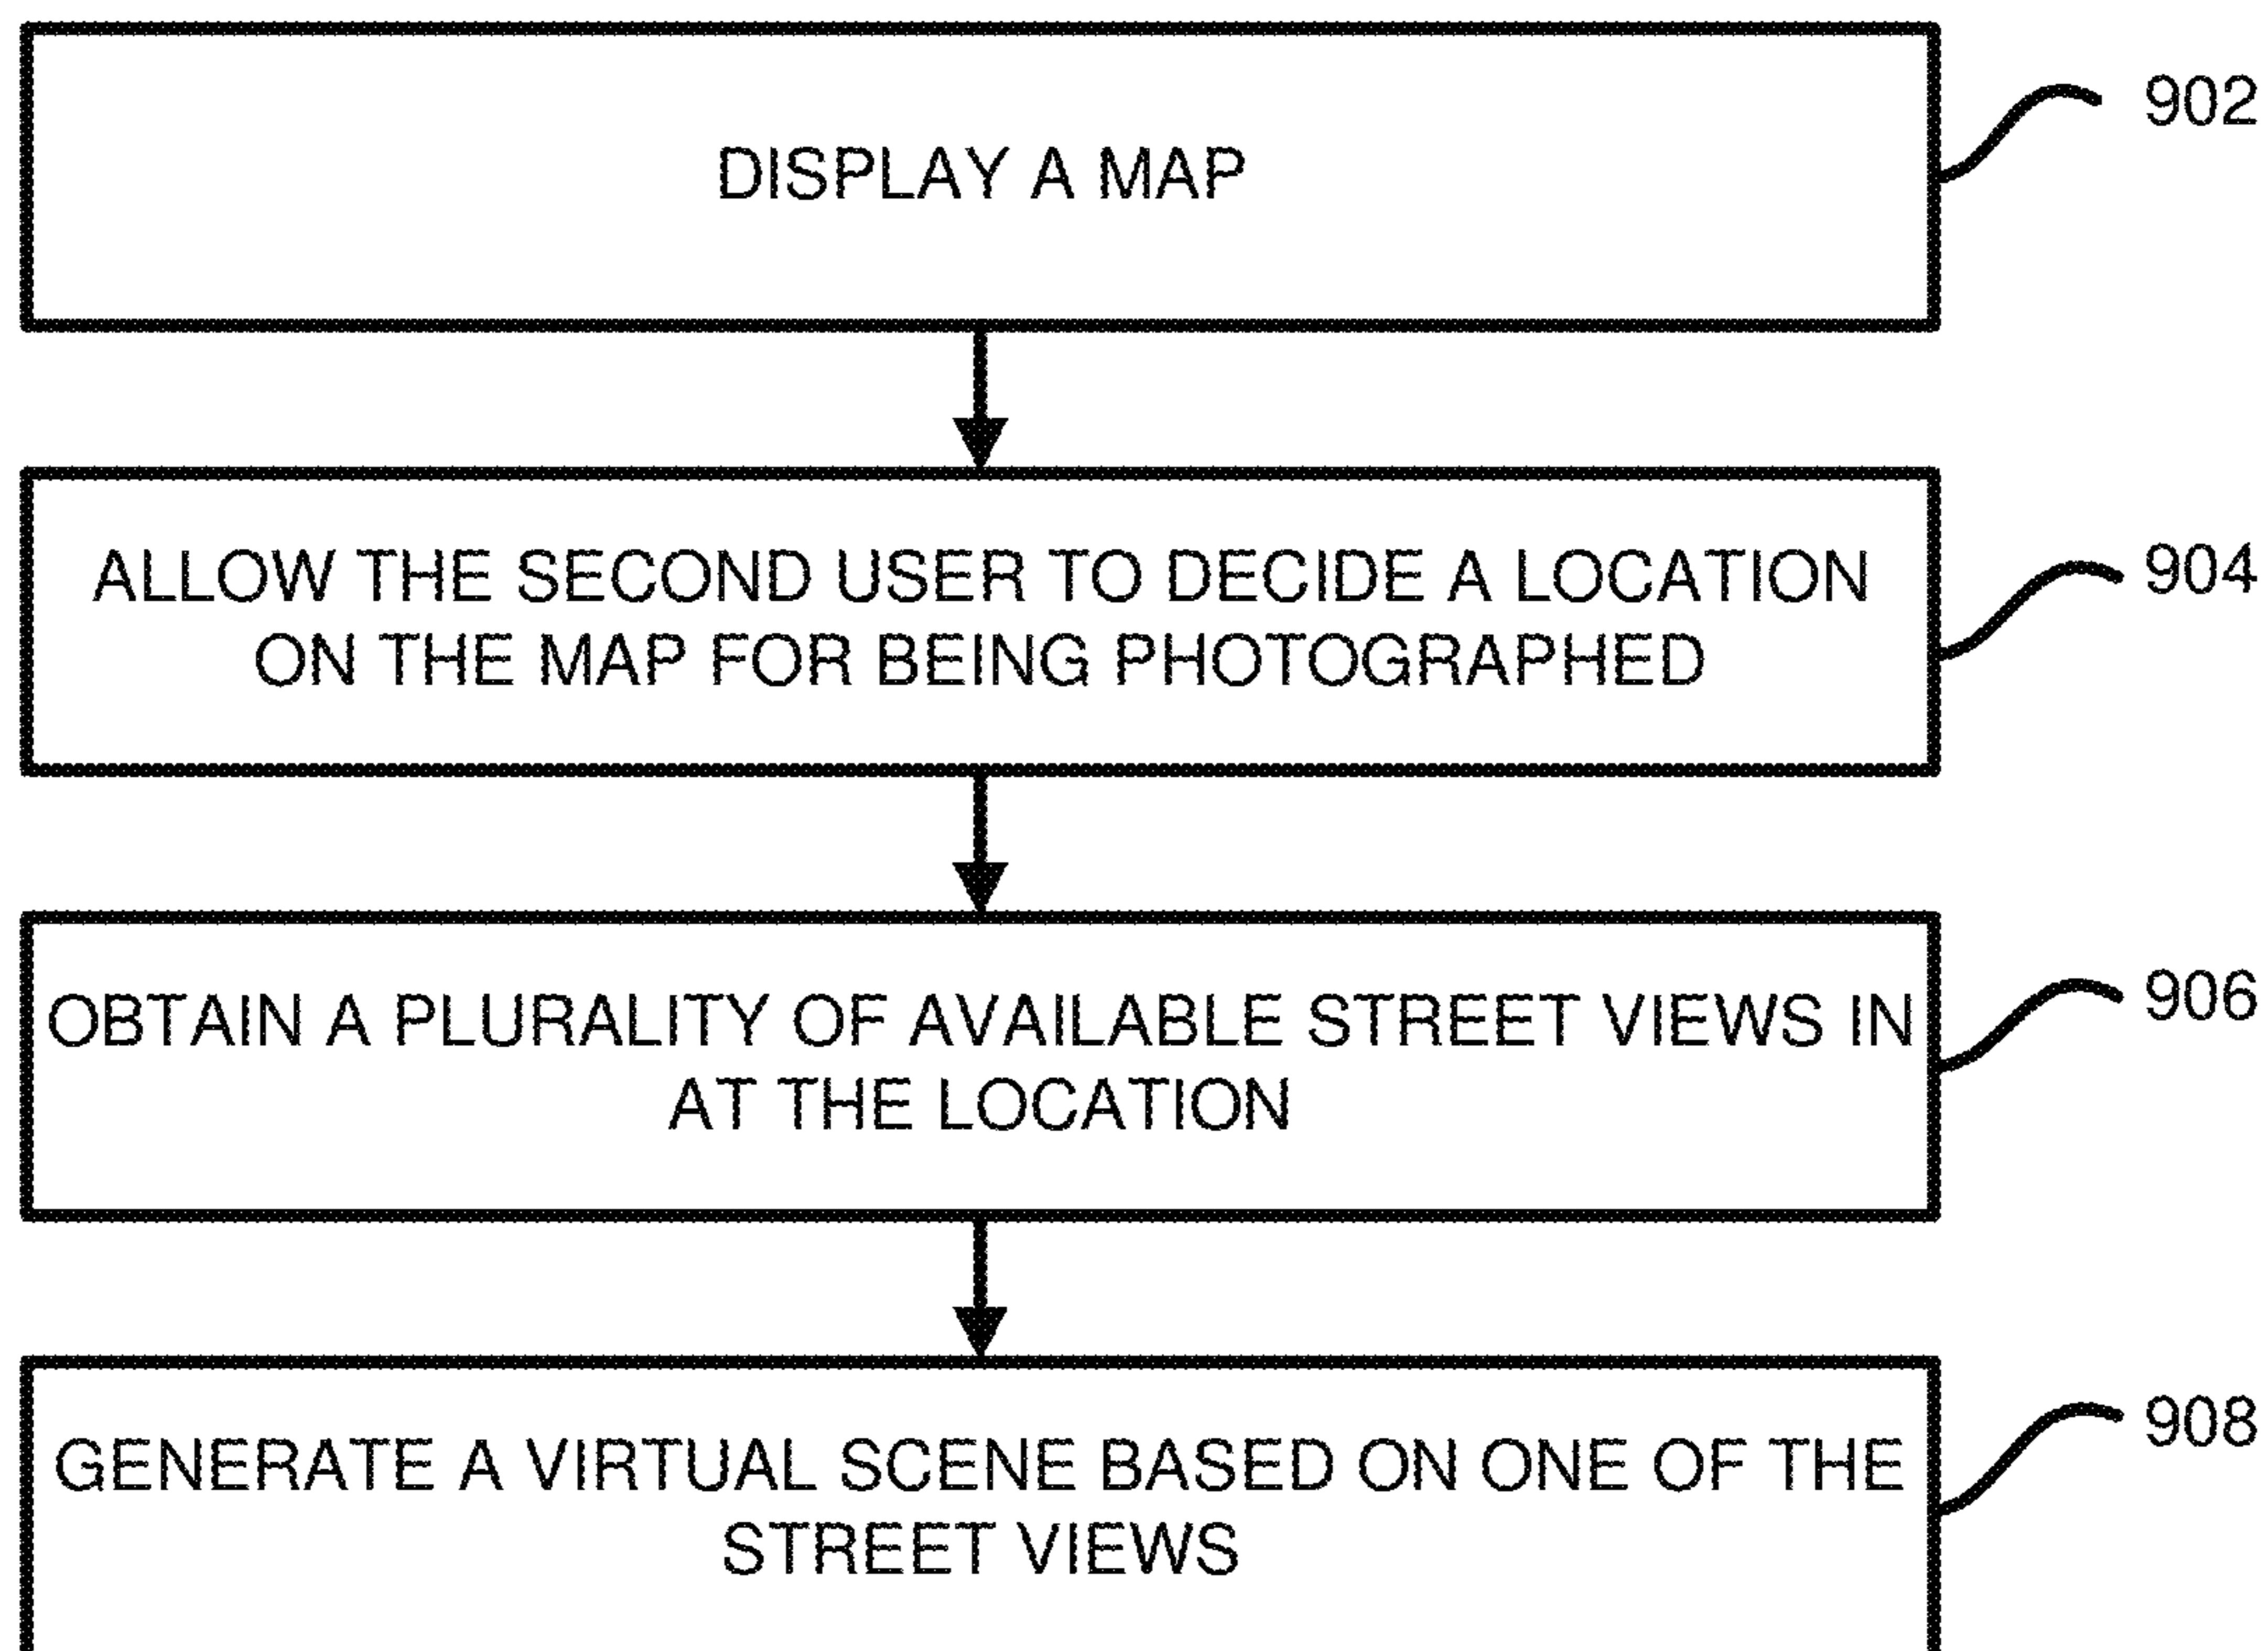 DISPLAY A MAP
902
ALLOW THE SECOND USER TO DECIDE A LOCATION
ON THE MAP FOR BEING PHOTOGRAPHED
904
OBTAIN A PLURALITY OF AVAILABLE STREET VIEWS IN
AT THE LOCATION
906
GENERATE A VIRTUAL SCENE BASED ON ONE OF THE
STREET VIEWS
908